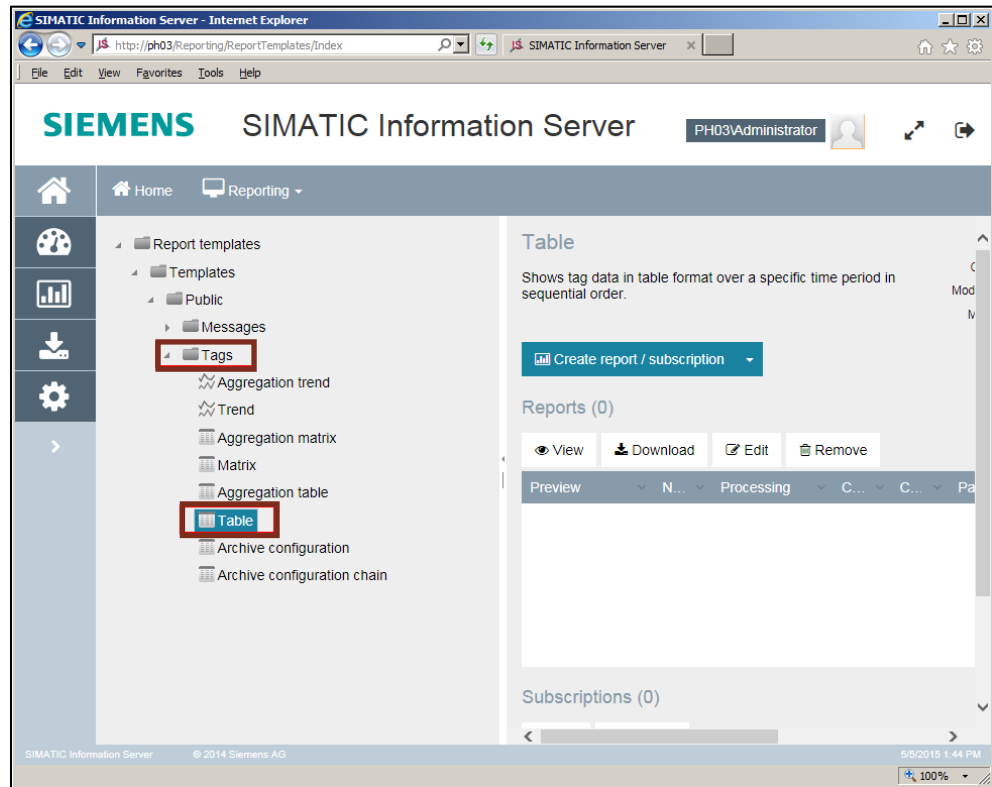 SIMATIC Information Server - Internet Explorer
http://ph03/Reporting/ReportTemplates/Index
SIMATIC Information Server
File Edit View Favorites Tools Help
SIEMENS
SIMATIC Information Server
PH03\Administrator
Home Reporting
Report templates
Templates
Public
Messages
Tags
Aggregation trend
Trend
Aggregation matrix
Matrix
Aggregation table
Table
Archive configuration
Archive configuration chain
Table
Shows tag data in table format over a specific time period in
sequential order.
Mod
M
Create report / subscription
Reports (0)
View Download Edit Remove
Preview N... Processing C... C... Pa
Subscriptions (0)
SIMATIC Information Server © 2014 Siemens AG 5/5/2015 1:44 PM
100%